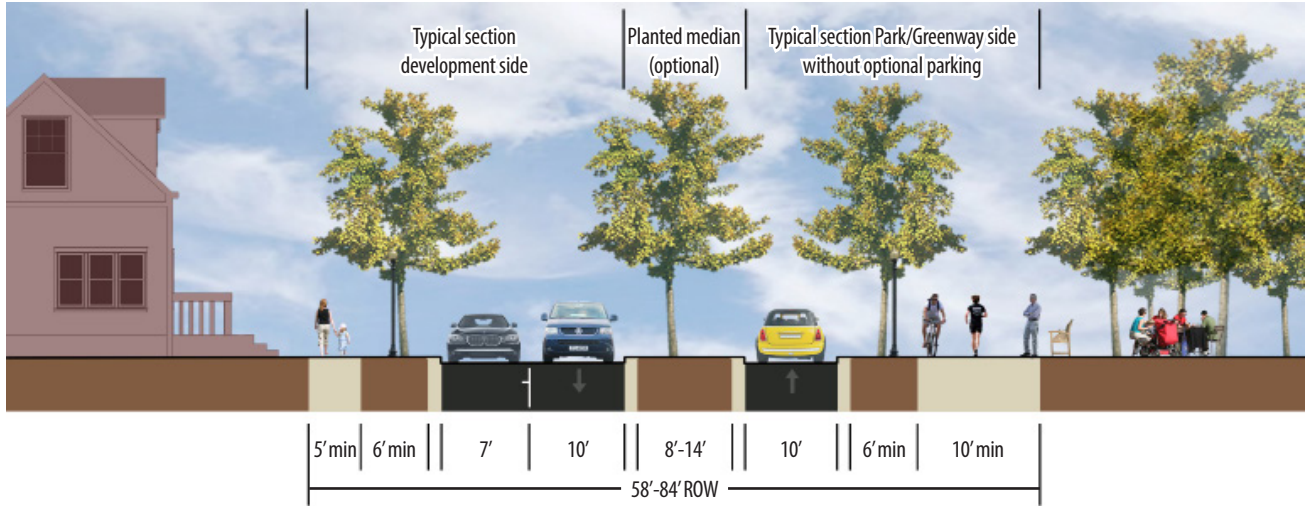 Typical section
development side
Planted median
(optional)
Typical section Park/Greenway side
without optional parking
5' min
6' min
7'
10'
8'-14'
10'
6' min
10' min
58'-84' ROW